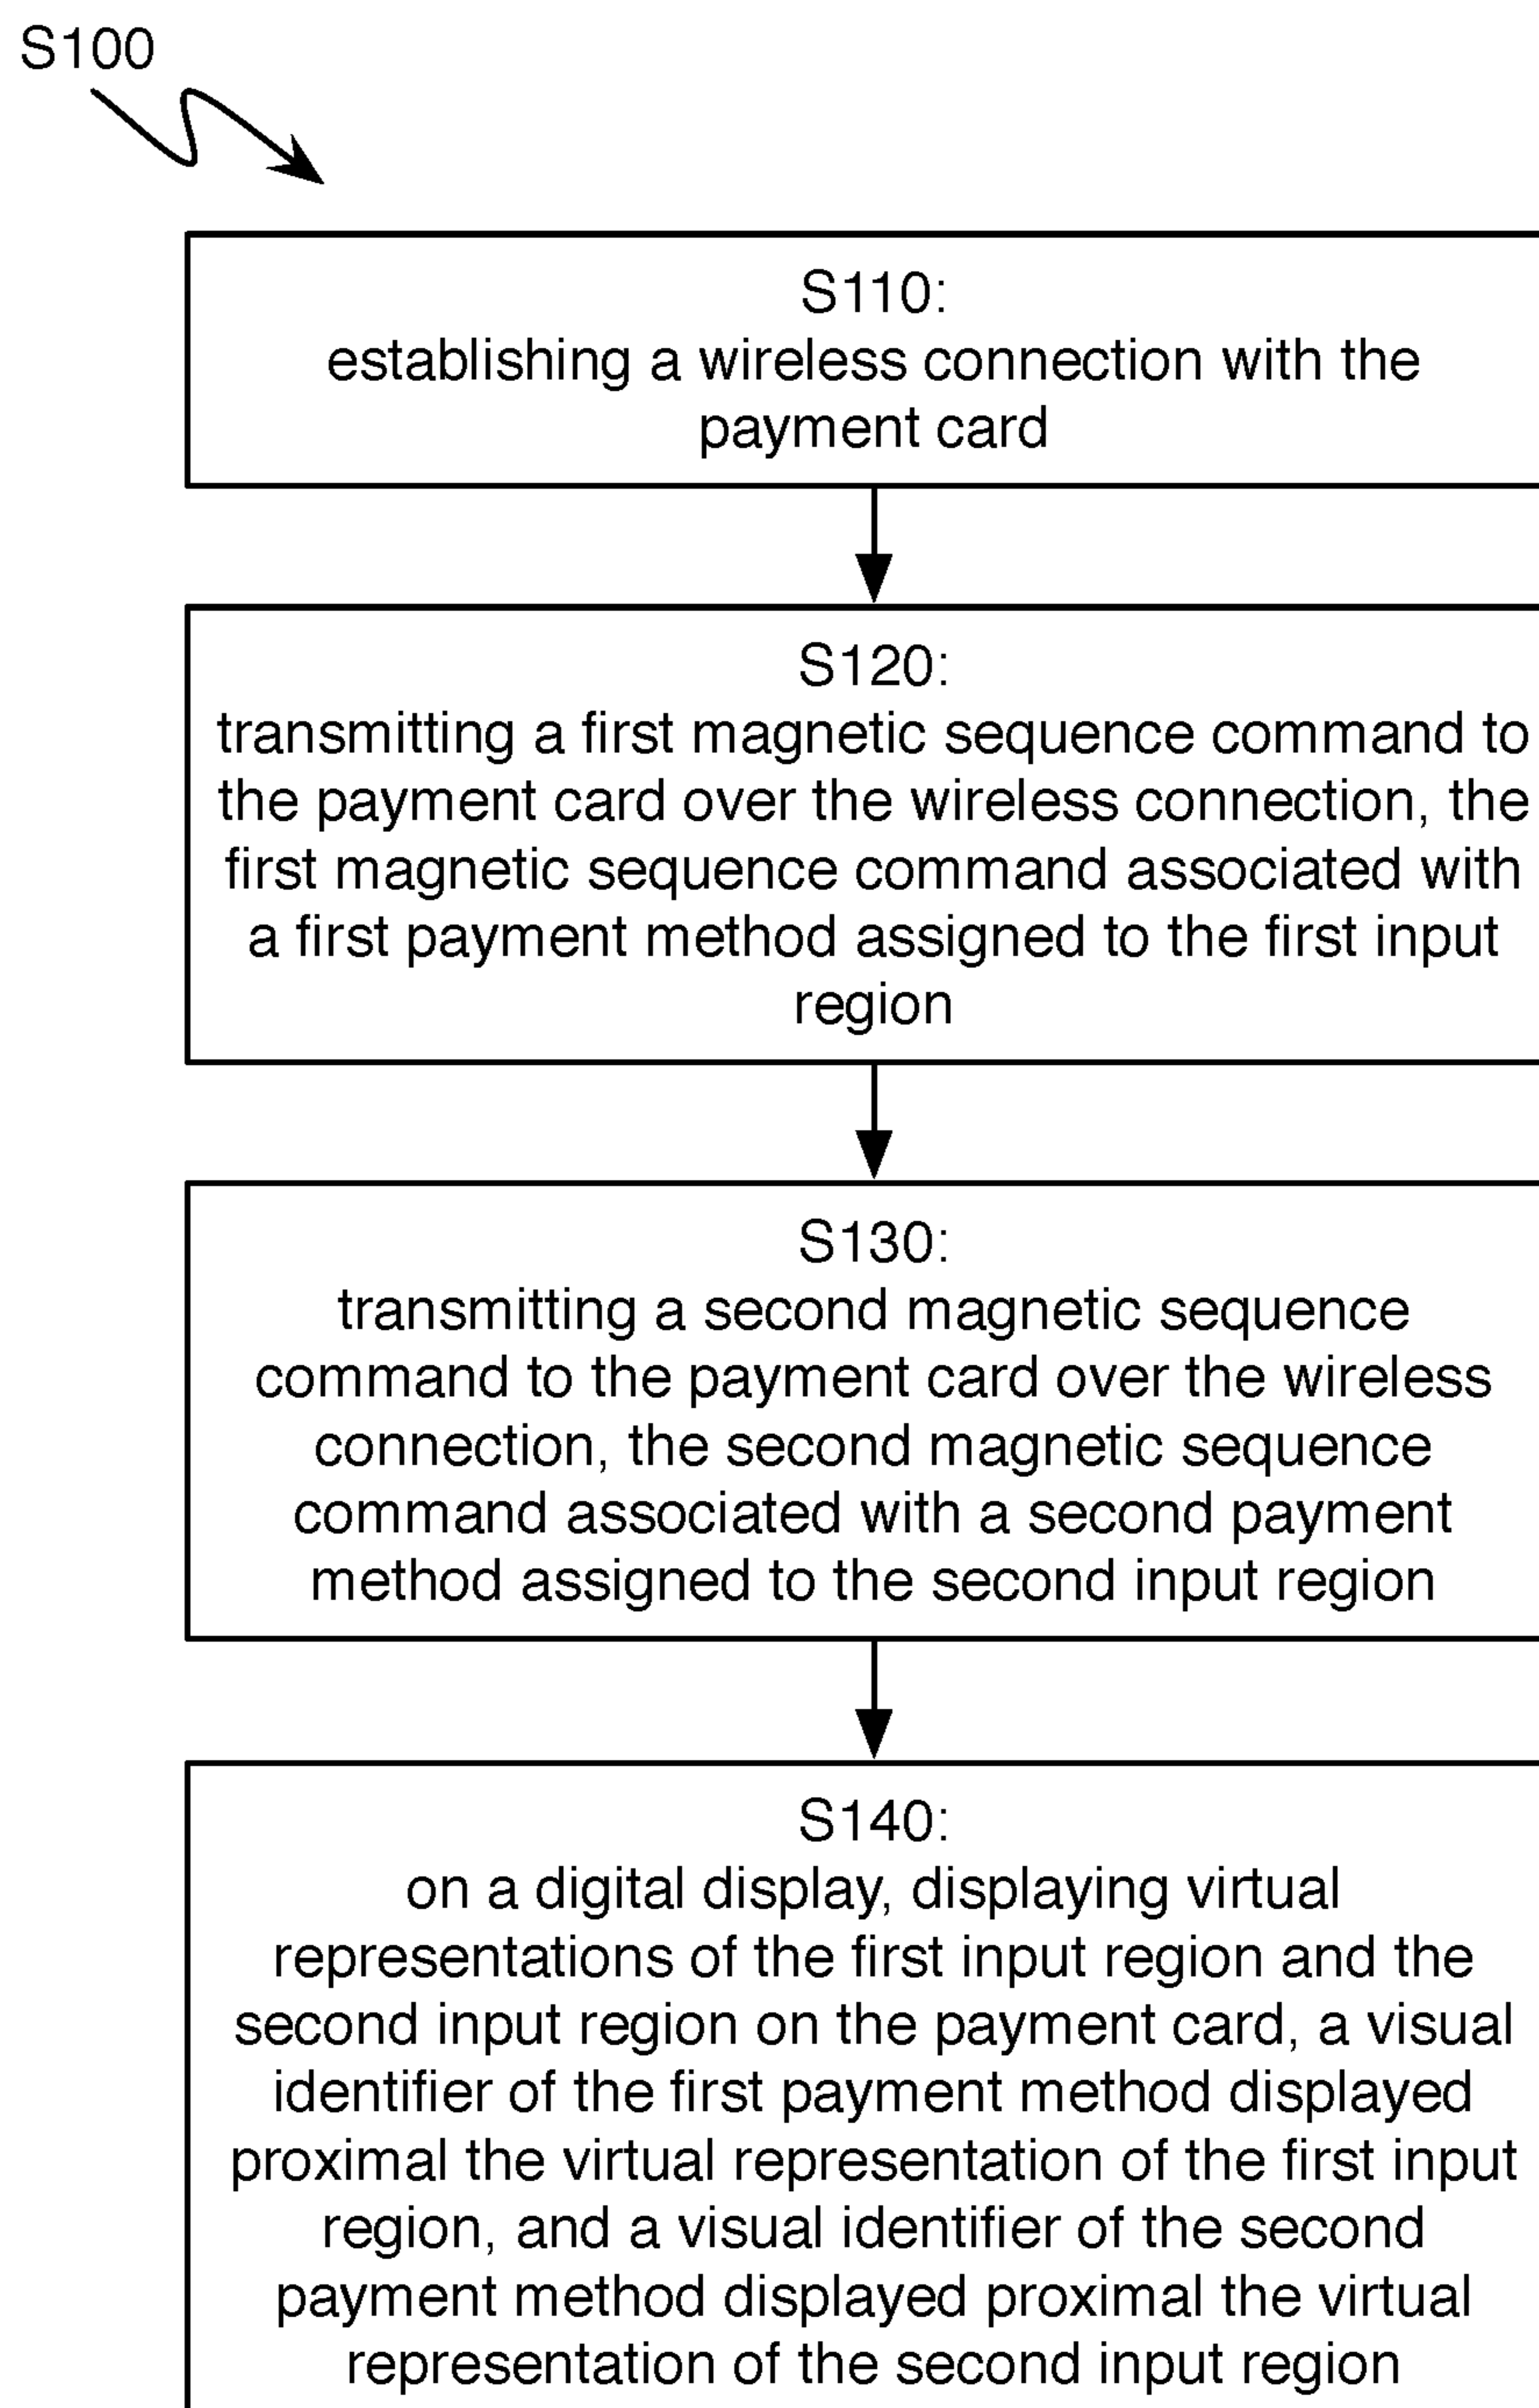 S100
S110:
establishing a wireless connection with the
payment card
S120:
transmitting a first magnetic sequence command to
the payment card over the wireless connection, the
first magnetic sequence command associated with
a first payment method assigned to the first input
region
S130:
transmitting a second magnetic sequence
command to the payment card over the wireless
connection, the second magnetic sequence
command associated with a second payment
method assigned to the second input region
S140:
on a digital display, displaying virtual
representations of the first input region and the
second input region on the payment card, a visual
identifier of the first payment method displayed
proximal the virtual representation of the first input
region, and a visual identifier of the second
payment method displayed proximal the virtual
representation of the second input region